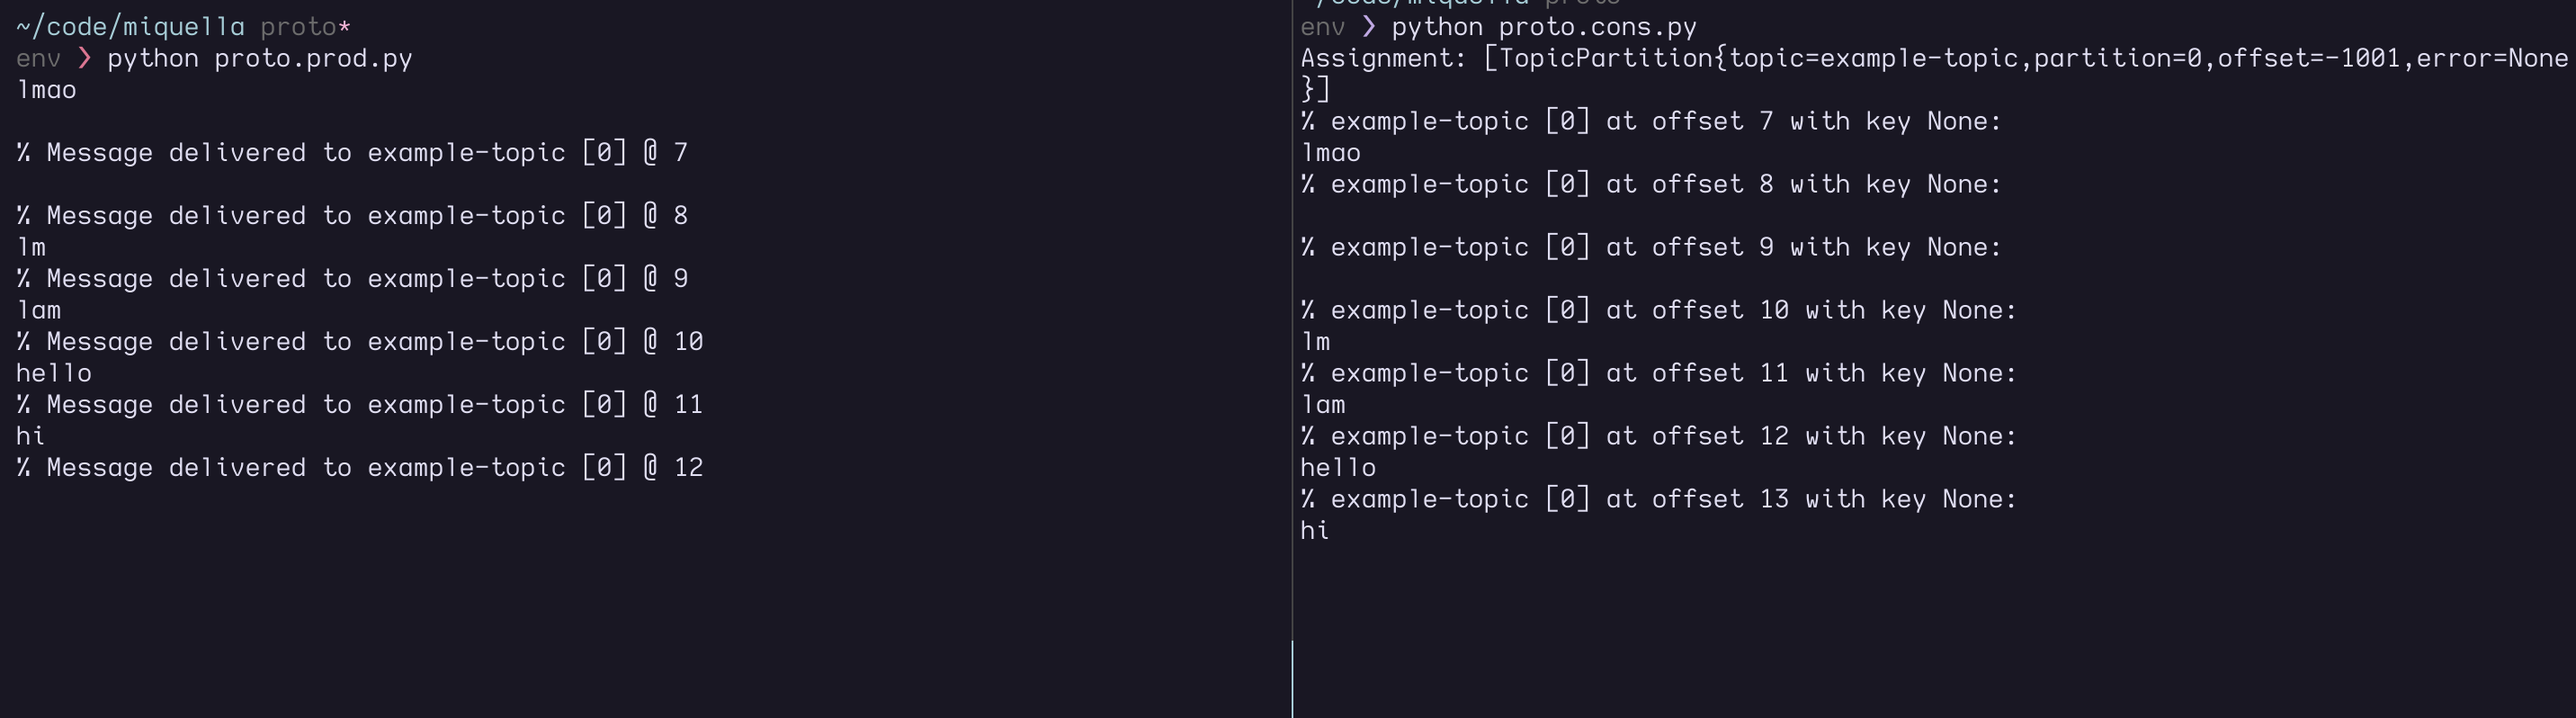 ~/code/miquella proto*
env ❯ python proto.prod.py
lmao
% Message delivered to example-topic [0] @ 7
% Message delivered to example-topic [0] @ 8
lm
% Message delivered to example-topic [0] @ 9
lam
% Message delivered to example-topic [0] @ 10
hello
% Message delivered to example-topic [0] @ 11
hi
% Message delivered to example-topic [0] @ 12
~/code/miquella proto
env ❯ python proto.cons.py
Assignment: [TopicPartition{topic=example-topic,partition=0,offset=-1001,error=None
}]
% example-topic [0] at offset 7 with key None:
lmao
% example-topic [0] at offset 8 with key None:
% example-topic [0] at offset 9 with key None:
% example-topic [0] at offset 10 with key None:
lm
% example-topic [0] at offset 11 with key None:
lam
% example-topic [0] at offset 12 with key None:
hello
% example-topic [0] at offset 13 with key None:
hi